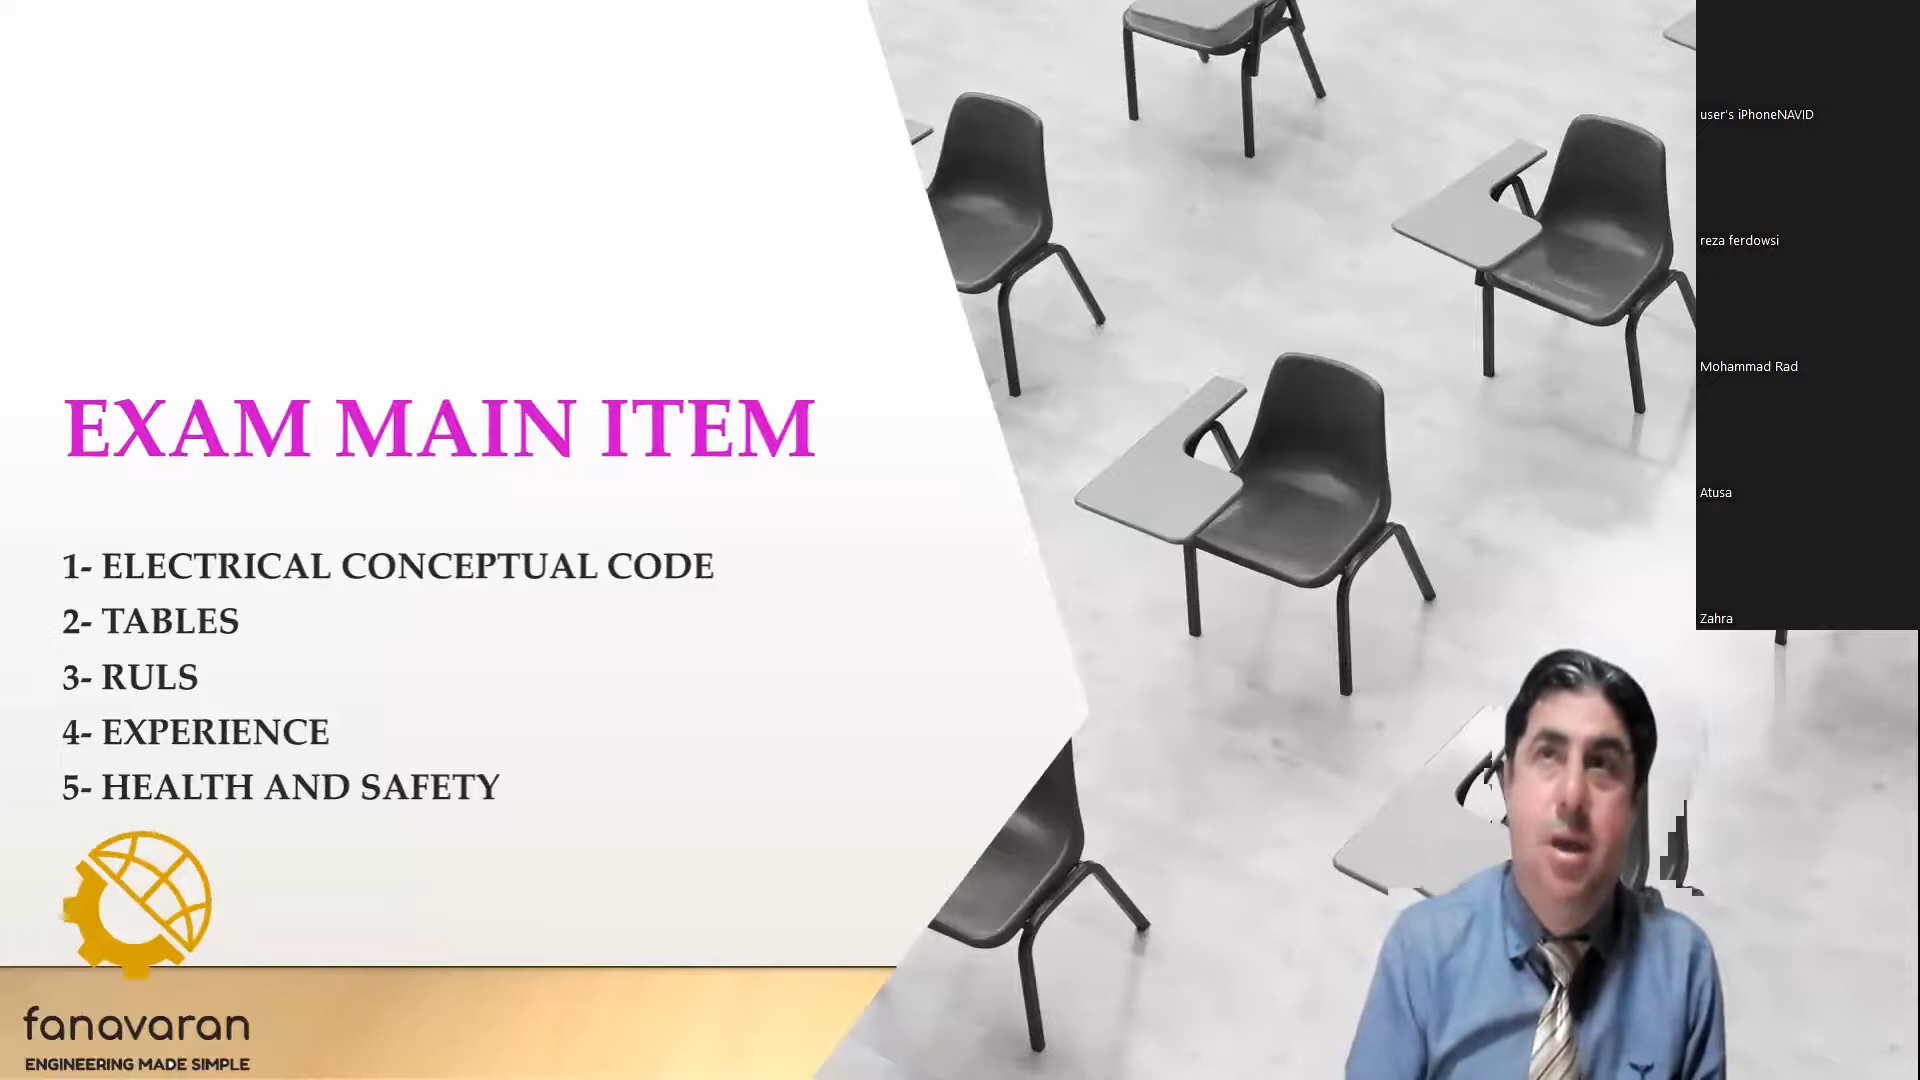 EXAM MAIN ITEM
1- ELECTRICAL CONCEPTUAL CODE
2- TABLES
3- RULS
4- EXPERIENCE
5- HEALTH AND SAFETY
fanavaran
ENGINEERING MADE SIMPLE
user's iPhoneNAVID
reza ferdowsi
Mohammad Rad
Atusa
Zahra